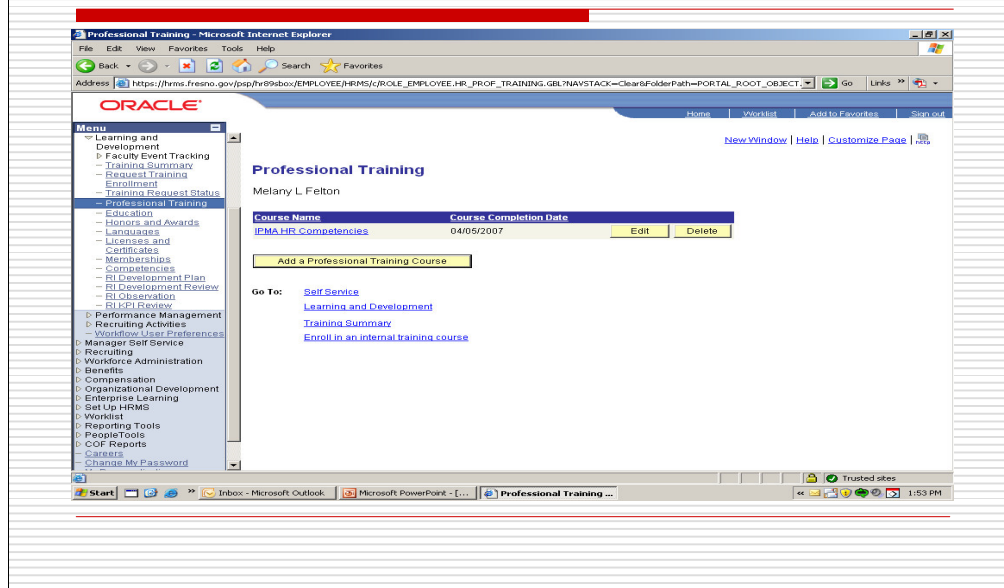 Professional Training - Microsoft Internet Explorer
File Edit View Favorites Tools Help
Back Search Favorites
Address https://hrms.fresno.gov/psp/hr89sbox/EMPLOYEE/HRMS/c/ROLE_EMPLOYEE.HR_PROF_TRAINING.GBL?NAVSTACK=Clear&FolderPath=PORTAL_ROOT_OBJECT. Go Links »
ORACLE
Home Worklist Add to Favorites Sign out
Menu
Learning and
Development
Faculty Event Tracking
Training Summary
Request Training
Enrollment
Training Request Status
Professional Training
Education
Honors and Awards
Languages
Licenses and
Certificates
Memberships
Competencies
RI Development Plan
RI Development Review
RI Observation
RI KPI Review
Performance Management
Recruiting Activities
Workflow User Preferences
Manager Self Service
Recruiting
Workforce Administration
Benefits
Compensation
Organizational Development
Enterprise Learning
Set Up HRMS
Worklist
Reporting Tools
PeopleTools
COF Reports
Careers
Change My Password
New Window | Help | Customize Page |
Professional Training
Melany L Felton
Course Name Course Completion Date
IPMA HR Competencies 04/05/2007 Edit Delete
Add a Professional Training Course
Go To: Self Service
Learning and Development
Training Summary
Enroll in an internal training course
Trusted sites
Start » Inbox - Microsoft Outlook Microsoft PowerPoint - [... Professional Training ... « 1:53 PM